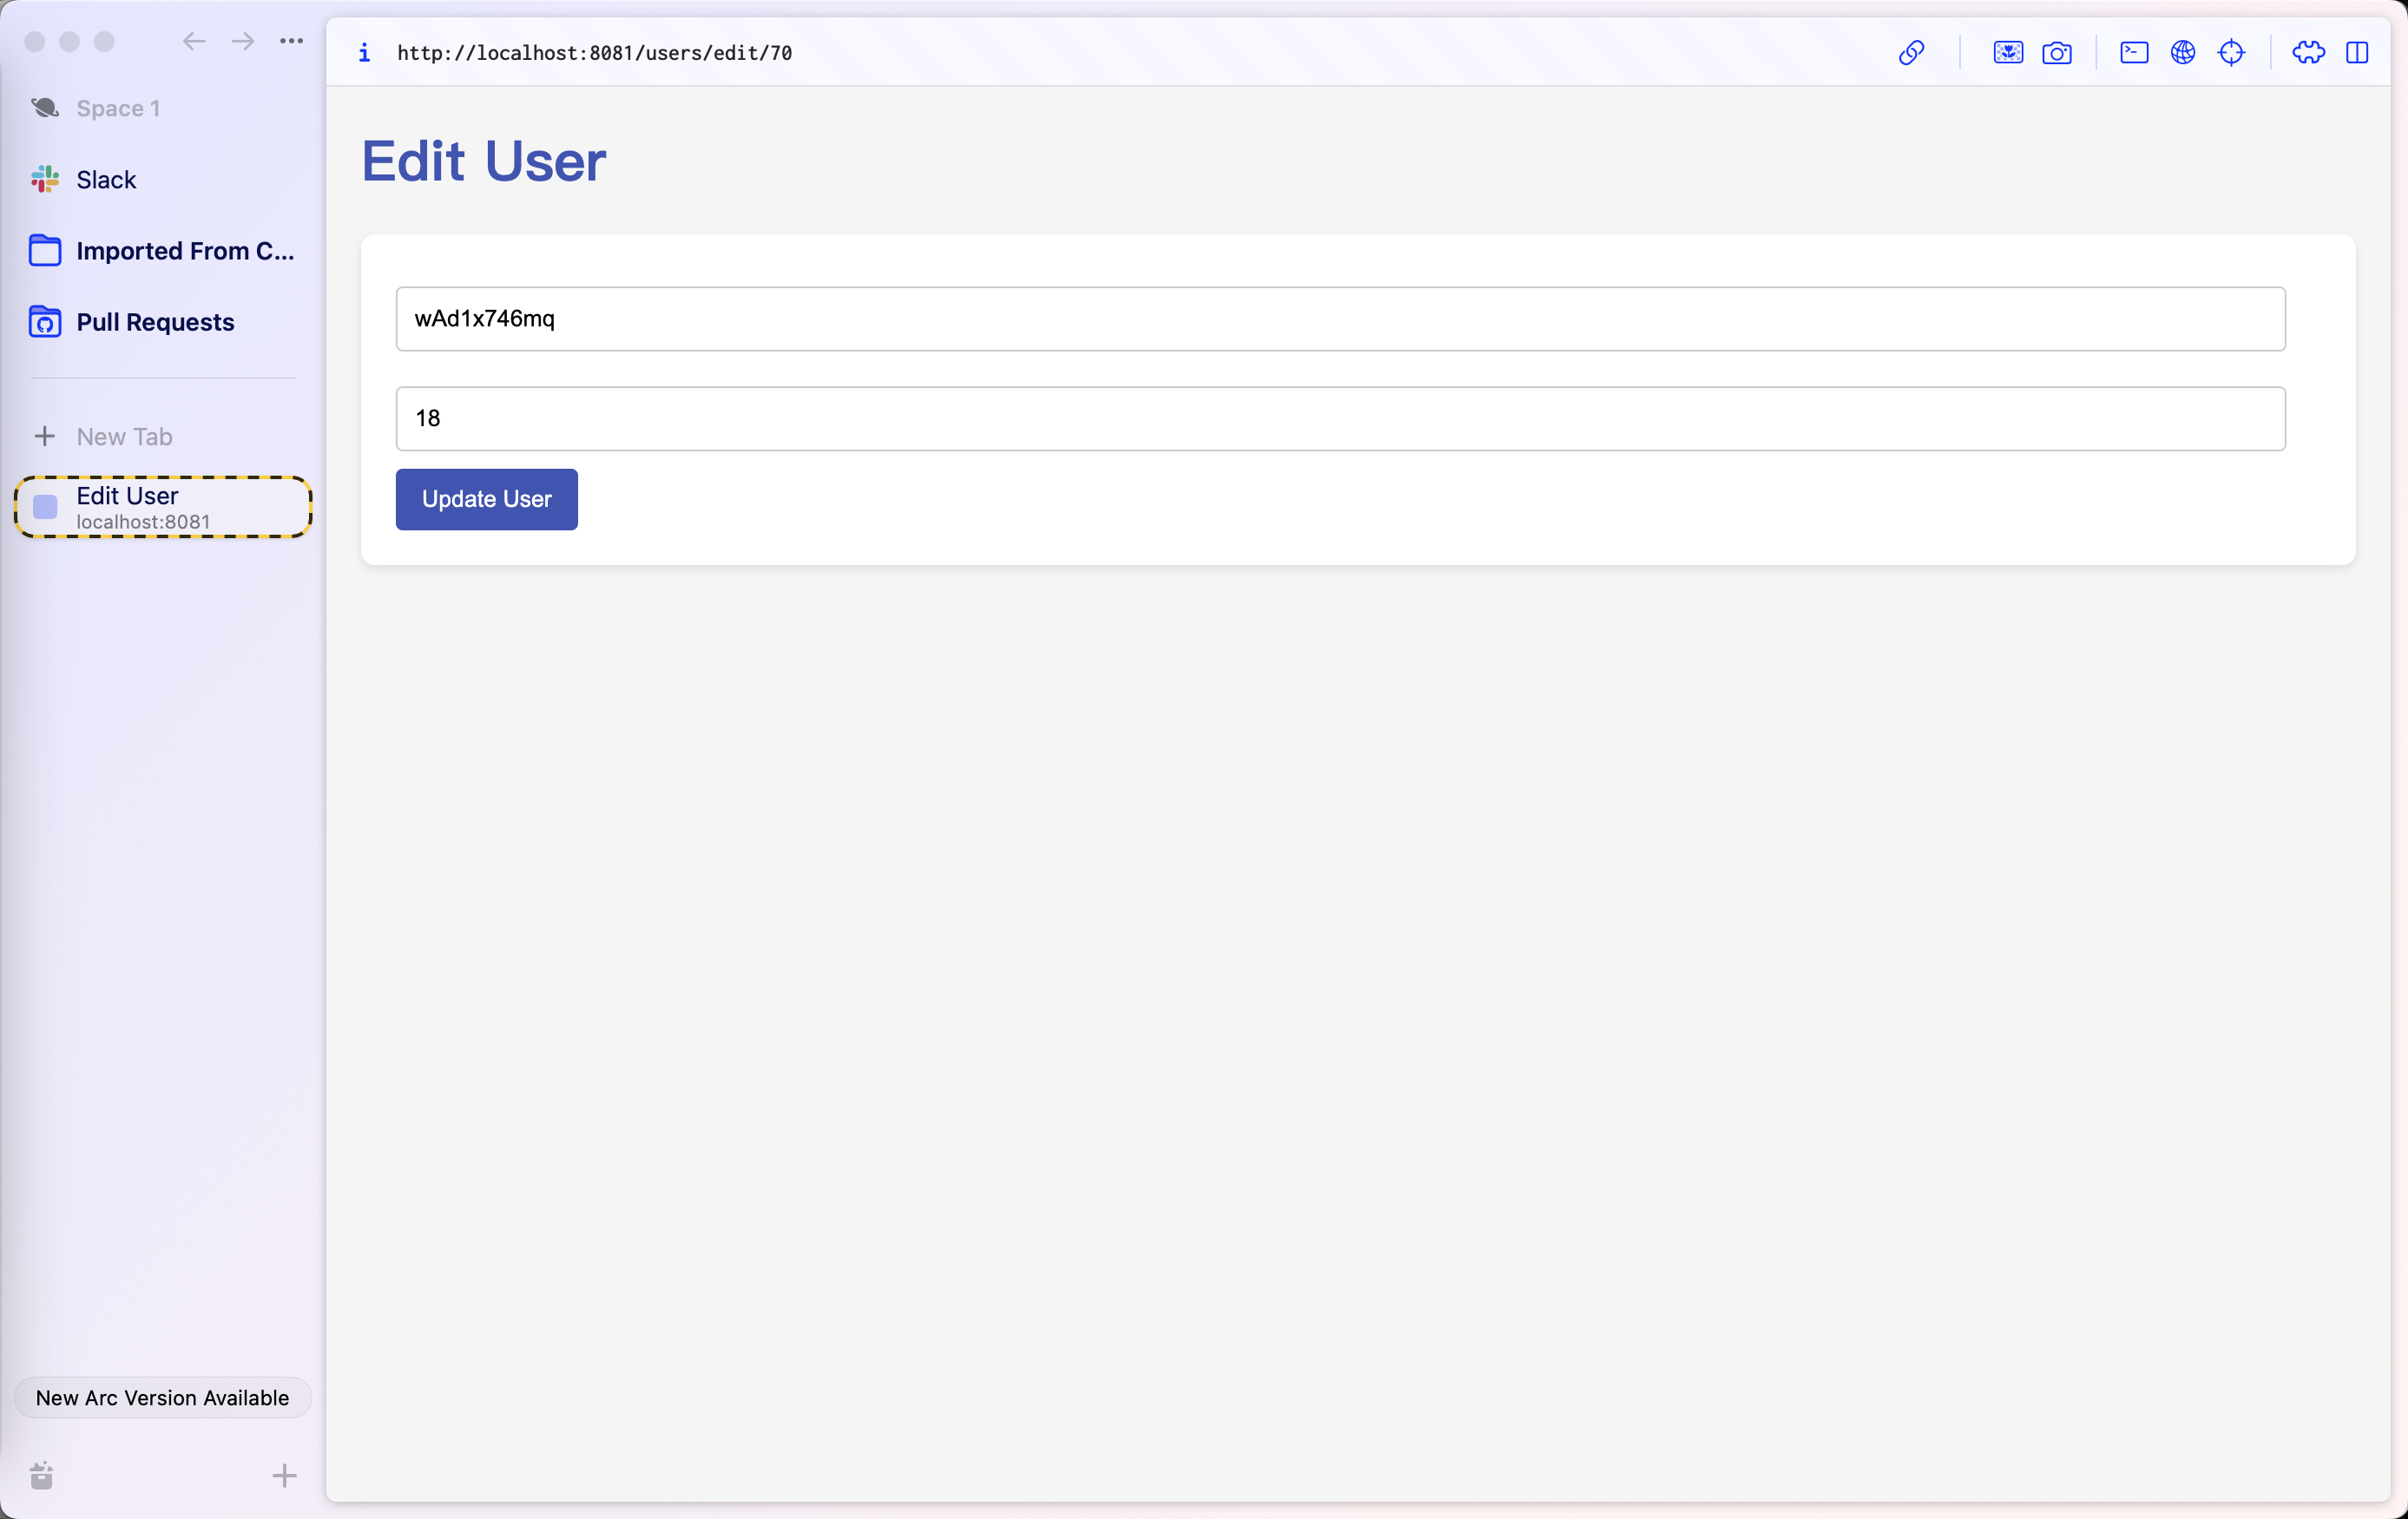 Space 1
Slack
Imported From C...
Pull Requests
New Tab
Edit User
localhost:8081
New Arc Version Available
http://localhost:8081/users/edit/70
Edit User
wAd1x746mq
18
Update User